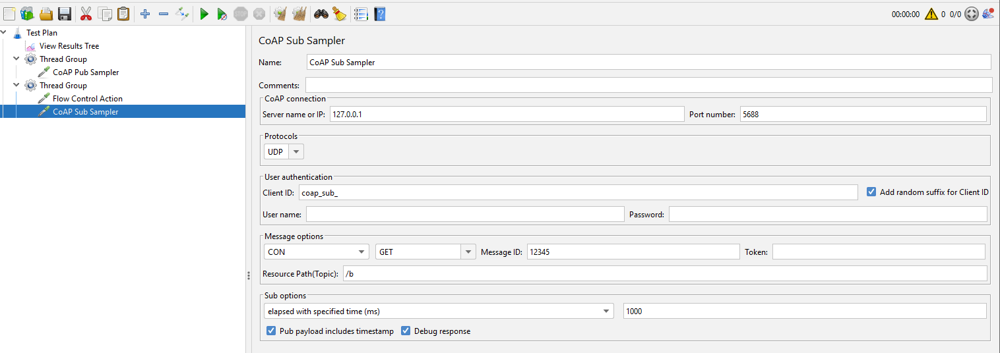 STOP
00:00:00 0 0/0
Test Plan
View Results Tree
Thread Group
CoAP Pub Sampler
Thread Group
Flow Control Action
CoAP Sub Sampler
CoAP Sub Sampler
Name: CoAP Sub Sampler
Comments:
CoAP connection
Server name or IP: 127.0.0.1 Port number: 5688
Protocols
UDP
User authentication
Client ID: coap_sub_ Add random suffix for Client ID
User name: Password:
Message options
CON GET Message ID: 12345 Token:
Resource Path(Topic): /b
Sub options
elapsed with specified time (ms) 1000
Pub payload includes timestamp Debug response